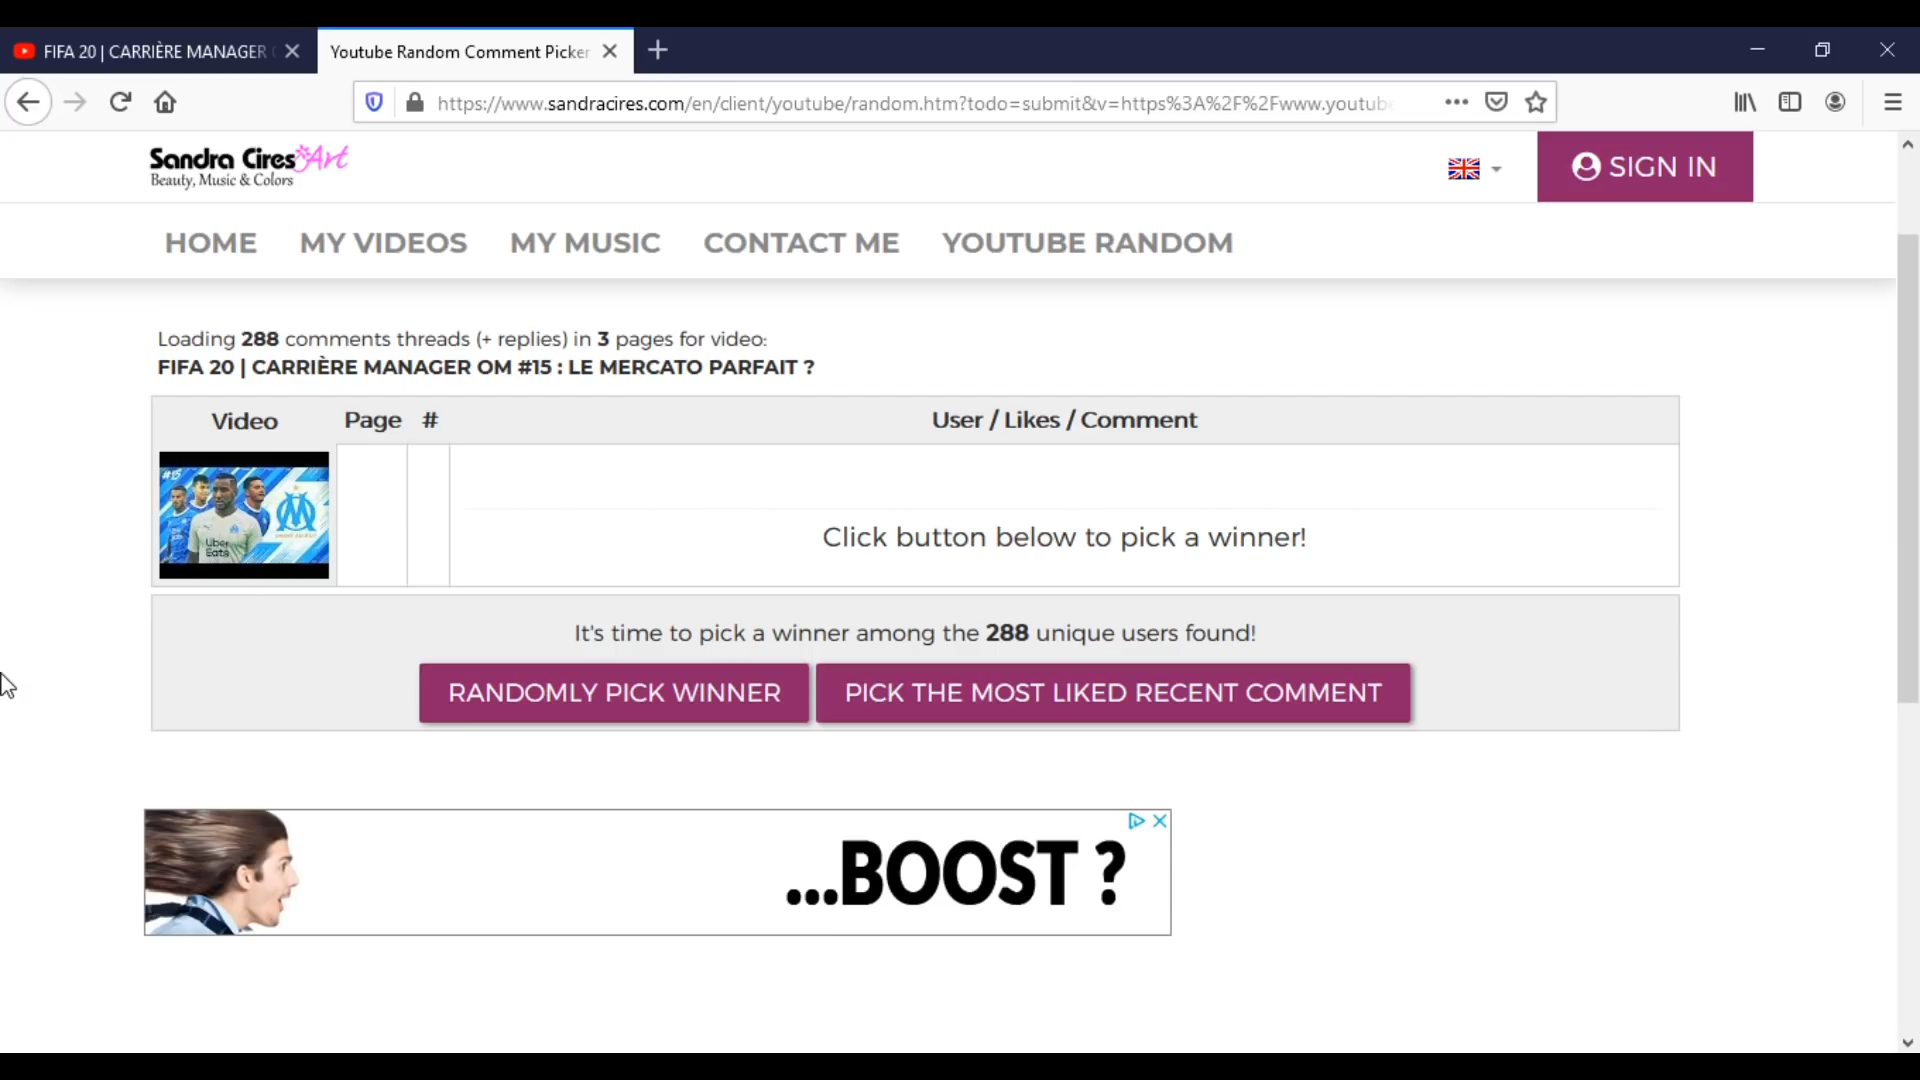 FIFA 20 | CARRIÈRE MANAGER
Youtube Random Comment Picker
https://www.sandracires.com/en/client/youtube/random.htm?todo=submit&v=https%3A%2F%2Fwww.youtube
Sandra Cires Art
Beauty, Music & Colors
SIGN IN
HOME MY VIDEOS MY MUSIC CONTACT ME YOUTUBE RANDOM
Loading 288 comments threads (+ replies) in 3 pages for video:
FIFA 20 | CARRIÈRE MANAGER OM #15 : LE MERCATO PARFAIT ?
Video Page # User / Likes / Comment
#15
Uber
Eats
Click button below to pick a winner!
It's time to pick a winner among the 288 unique users found!
RANDOMLY PICK WINNER PICK THE MOST LIKED RECENT COMMENT
...BOOST ?